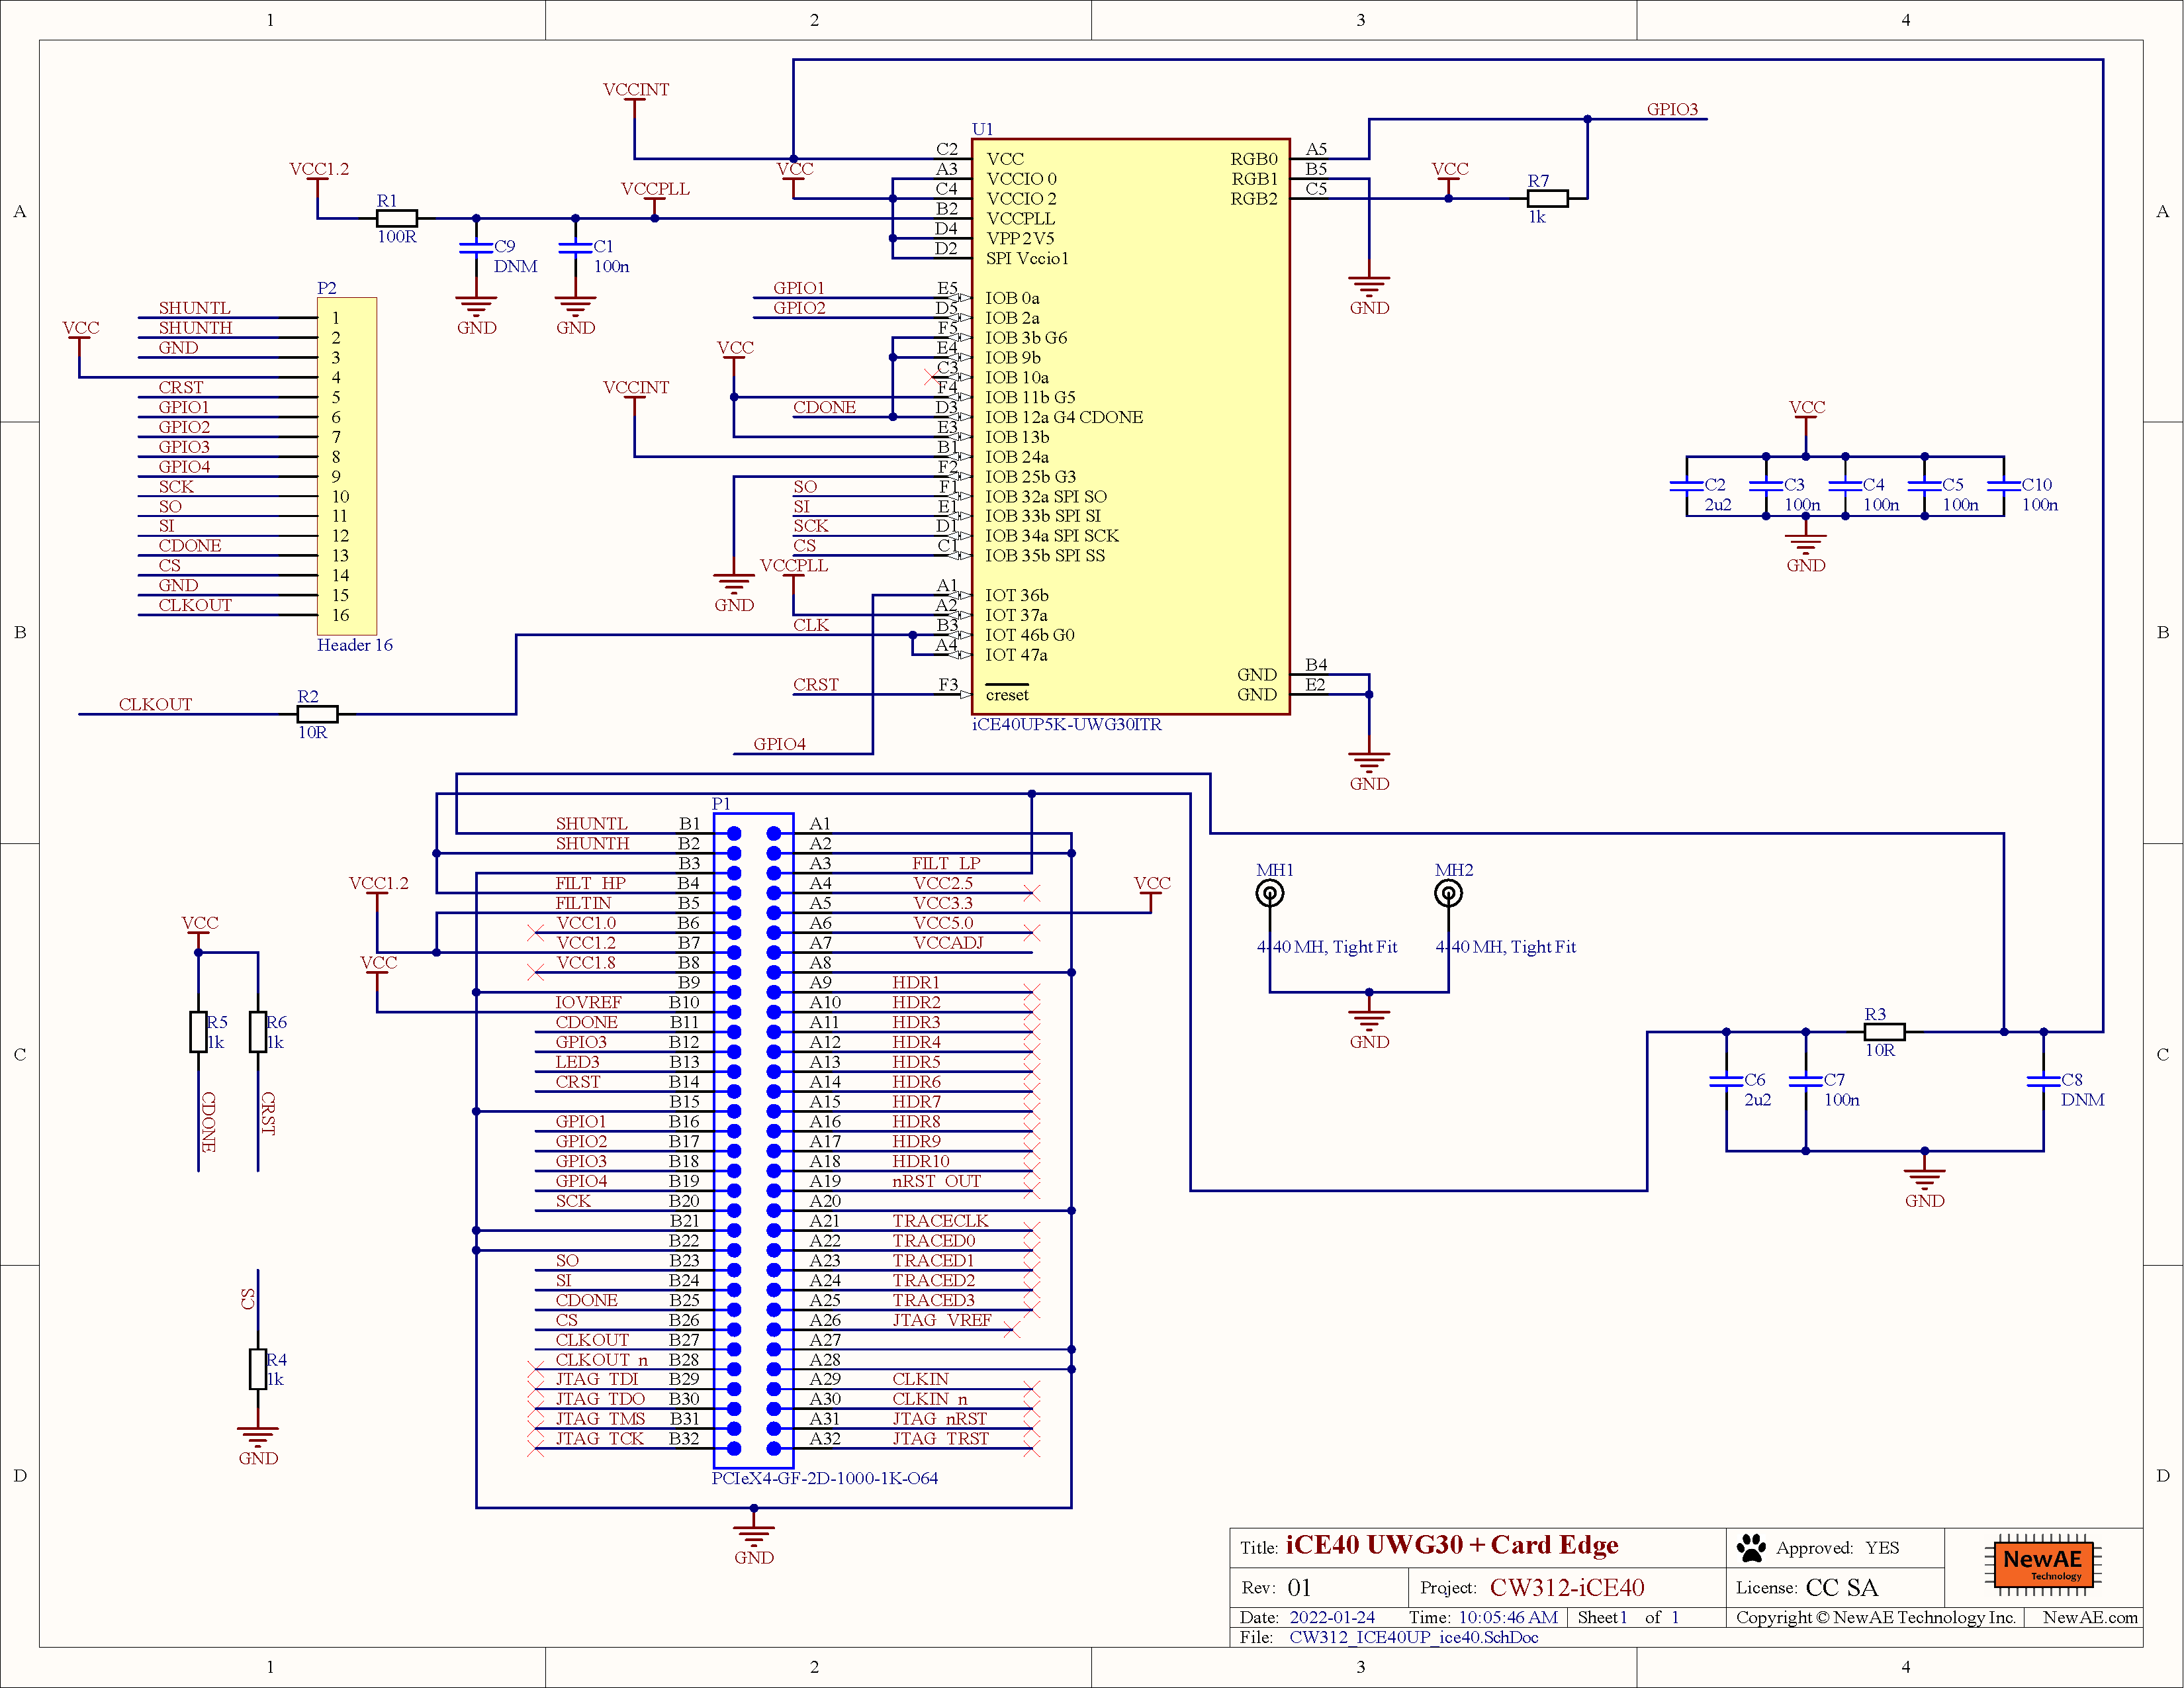 1 2 3 4
A
B
C
D
A
B
C
D
1 2 3 4
VCCINT
VCC1.2
R1
100R
VCCPLL
C9
DNM
GND
C1
100n
GND
VCC
U1
C2 VCC
A3 VCCIO 0
C4 VCCIO 2
B2 VCCPLL
D4 VPP 2V5
D2 SPI Vccio1
GPIO1 E5 IOB 0a
GPIO2 D5 IOB 2a
F5 IOB 3b G6
E4 IOB 9b
C3 IOB 10a
F4 IOB 11b G5
CDONE D3 IOB 12a G4 CDONE
E3 IOB 13b
B1 IOB 24a
F2 IOB 25b G3
SO F1 IOB 32a SPI SO
SI E1 IOB 33b SPI SI
SCK D1 IOB 34a SPI SCK
CS C1 IOB 35b SPI SS
A1 IOT 36b
A2 IOT 37a
CLK B3 IOT 46b G0
A4 IOT 47a
CRST F3 creset
iCE40UP5K-UWG30ITR
VCC
VCCINT
GND
VCCPLL
GPIO4
RGB0 A5
RGB1 B5
RGB2 C5
GND B4
GND E2
GND
GND
VCC
R7
1k
GPIO3
P2
SHUNTL 1
SHUNTH 2
GND 3
VCC 4
CRST 5
GPIO1 6
GPIO2 7
GPIO3 8
GPIO4 9
SCK 10
SO 11
SI 12
CDONE 13
CS 14
GND 15
CLKOUT 16
Header 16
CLKOUT
R2
10R
VCC
C2
2u2
C3
100n
C4
100n
C5
100n
C10
100n
GND
P1
SHUNTL B1 A1
SHUNTH B2 A2
B3 A3 FILT_LP
FILT_HP B4 A4 VCC2.5
FILTIN B5 A5 VCC3.3
VCC1.0 B6 A6 VCC5.0
VCC1.2 B7 A7 VCCADJ
VCC1.8 B8 A8
B9 A9 HDR1
IOVREF B10 A10 HDR2
CDONE B11 A11 HDR3
GPIO3 B12 A12 HDR4
LED3 B13 A13 HDR5
CRST B14 A14 HDR6
B15 A15 HDR7
GPIO1 B16 A16 HDR8
GPIO2 B17 A17 HDR9
GPIO3 B18 A18 HDR10
GPIO4 B19 A19 nRST_OUT
SCK B20 A20
B21 A21 TRACECLK
B22 A22 TRACED0
SO B23 A23 TRACED1
SI B24 A24 TRACED2
CDONE B25 A25 TRACED3
CS B26 A26 JTAG_VREF
CLKOUT B27 A27
CLKOUT_n B28 A28
JTAG_TDI B29 A29 CLKIN
JTAG_TDO B30 A30 CLKIN_n
JTAG_TMS B31 A31 JTAG_nRST
JTAG_TCK B32 A32 JTAG_TRST
PCIeX4-GF-2D-1000-1K-O64
GND
VCC1.2
VCC
VCC
VCC
R5
1k
R6
1k
CDONE
CRST
CS
R4
1k
GND
MH1
4-40 MH, Tight Fit
MH2
4-40 MH, Tight Fit
GND
R3
10R
C6
2u2
C7
100n
C8
DNM
GND
Title: iCE40 UWG30 + Card Edge
Approved: YES
Rev: 01 Project: CW312-iCE40
License: CC SA
Date: 2022-01-24 Time: 10:05:46 AM Sheet1 of 1
Copyright © NewAE Technology Inc. NewAE.com
File: CW312_ICE40UP_ice40.SchDoc
NewAE
Technology